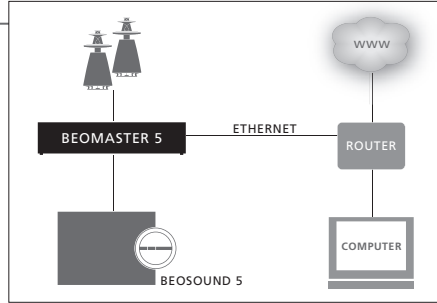 WWW
ETHERNET
BEOMASTER 5
ROUTER
COMPUTER
BEOSOUND 5